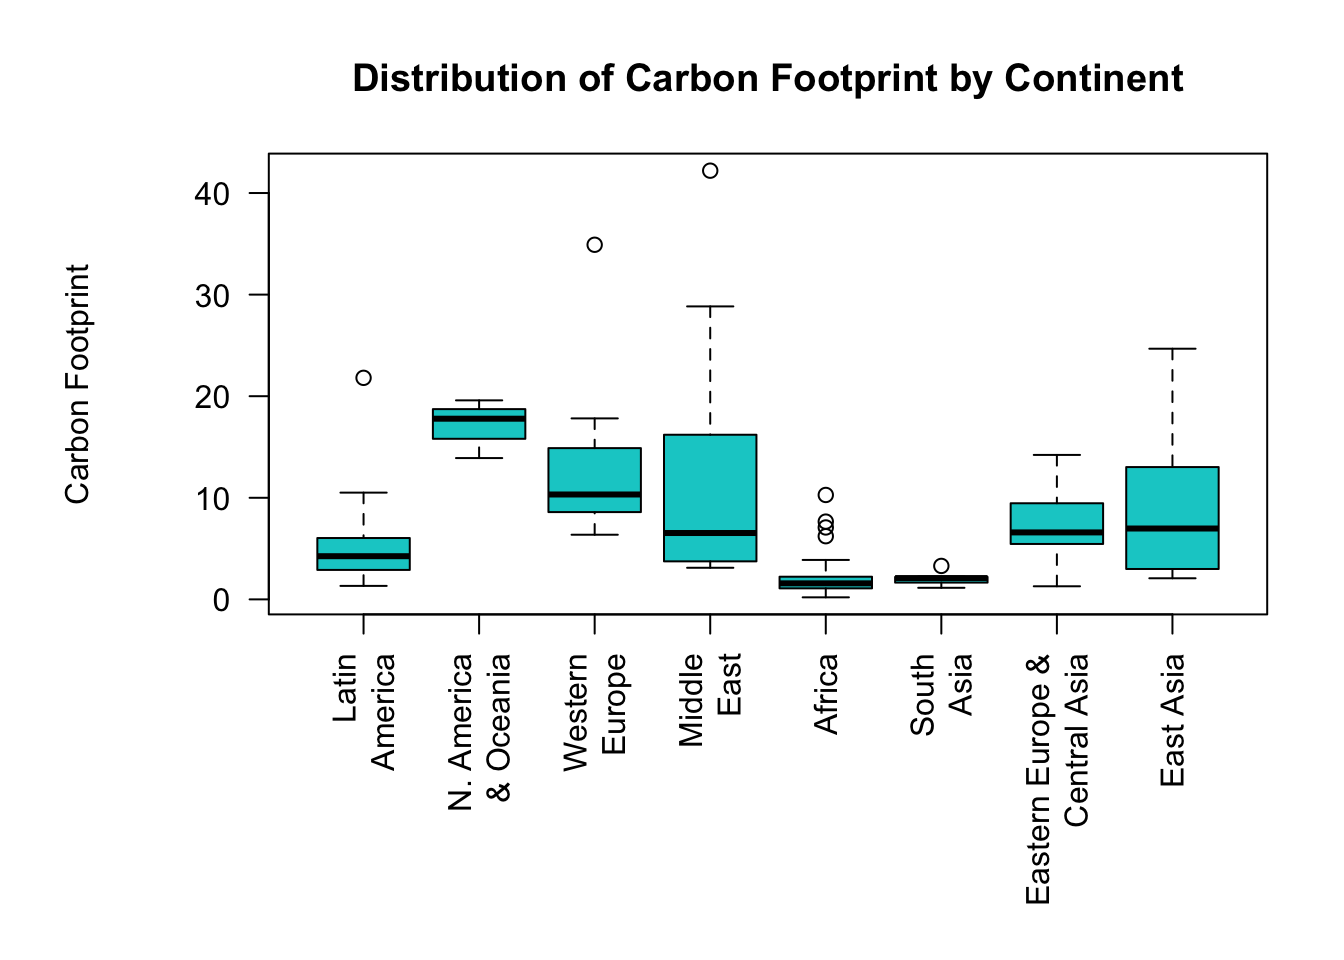 Distribution of Carbon Footprint by Continent
Carbon Footprint
40
30
20
10
0
Latin
America
N. America
& Oceania
Western
Europe
Middle
East
Africa
South
Asia
Eastern Europe &
Central Asia
East Asia